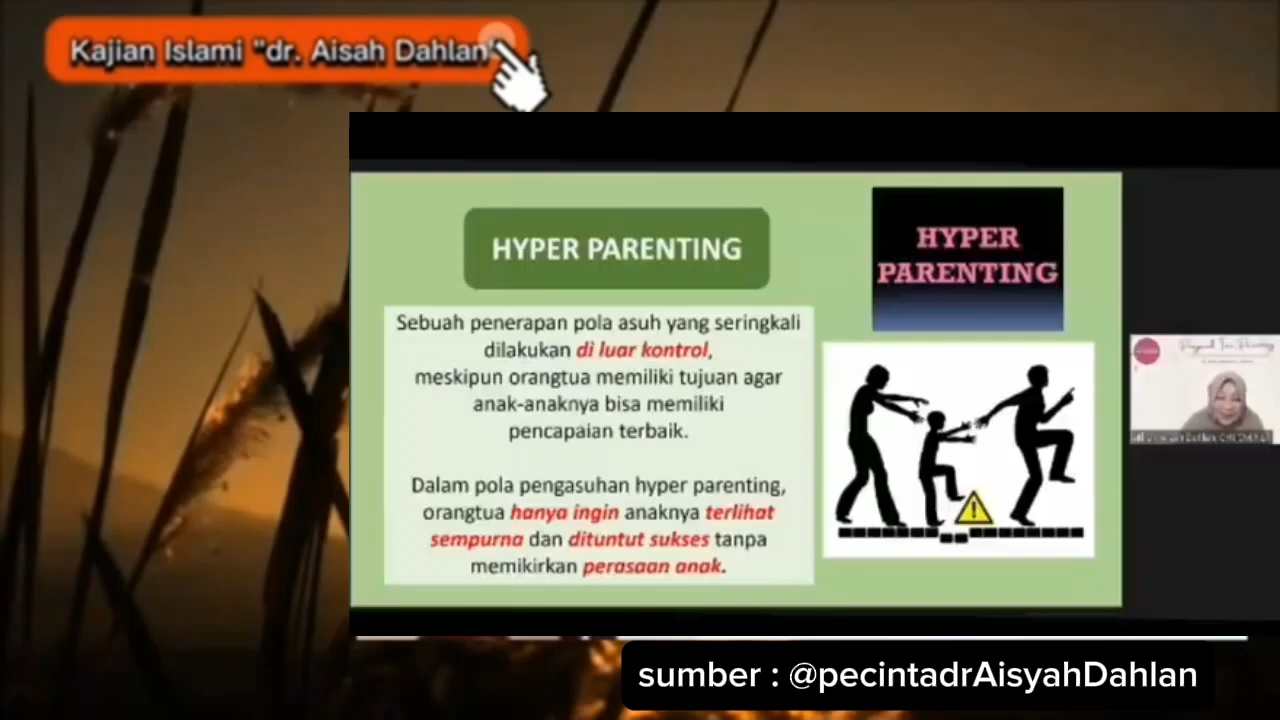 Kajian Islami "dr. Aisah Dahlan"
HYPER PARENTING
Sebuah penerapan pola asuh yang seringkali
dilakukan di luar kontrol,
meskipun orangtua memiliki tujuan agar
anak-anaknya bisa memiliki
pencapaian terbaik.
Dalam pola pengasuhan hyper parenting,
orangtua hanya ingin anaknya terlihat
sempurna dan dituntut sukses tanpa
memikirkan perasaan anak.
HYPER
PARENTING
sumber : @pecintadrAisyahDahlan